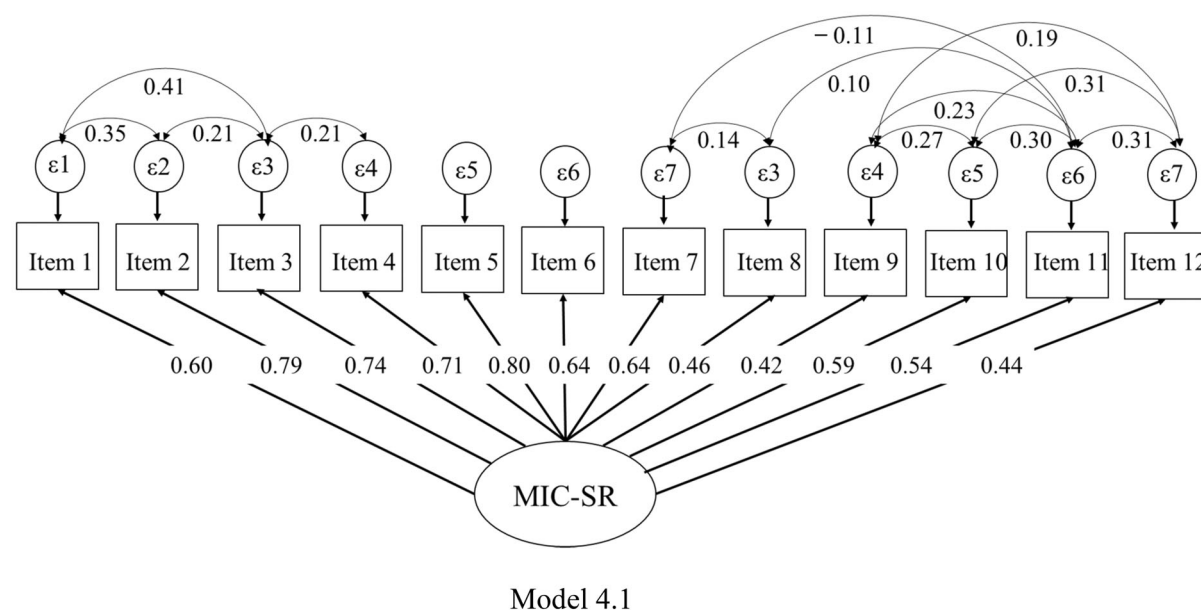 − 0.11 0.19
0.41 0.10 0.31
0.23
0.35 0.21 0.21 0.14 0.27 0.30 0.31
ε1 ε2 ε3 ε4 ε5 ε6 ε7 ε3 ε4 ε5 ε6 ε7
Item 1 Item 2 Item 3 Item 4 Item 5 Item 6 Item 7 Item 8 Item 9 Item 10 Item 11 Item 12
0.60 0.79 0.74 0.71 0.80 0.64 0.64 0.46 0.42 0.59 0.54 0.44
MIC-SR
Model 4.1